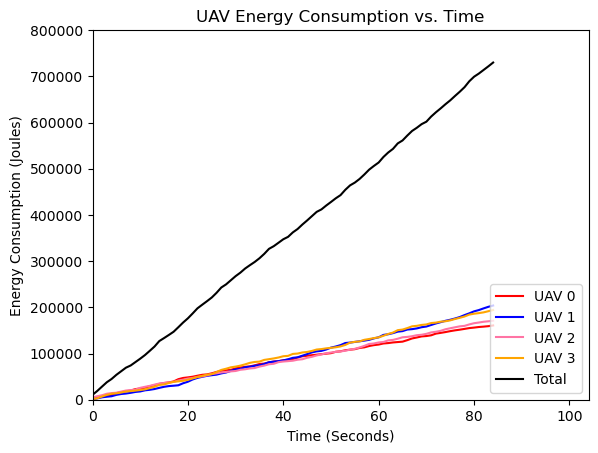 UAV Energy Consumption vs. Time
800000
700000
600000
500000
400000
300000
200000
100000
0
Energy Consumption (Joules)
UAV 0
UAV 1
UAV 2
UAV 3
Total
0 20 40 60 80 100
Time (Seconds)